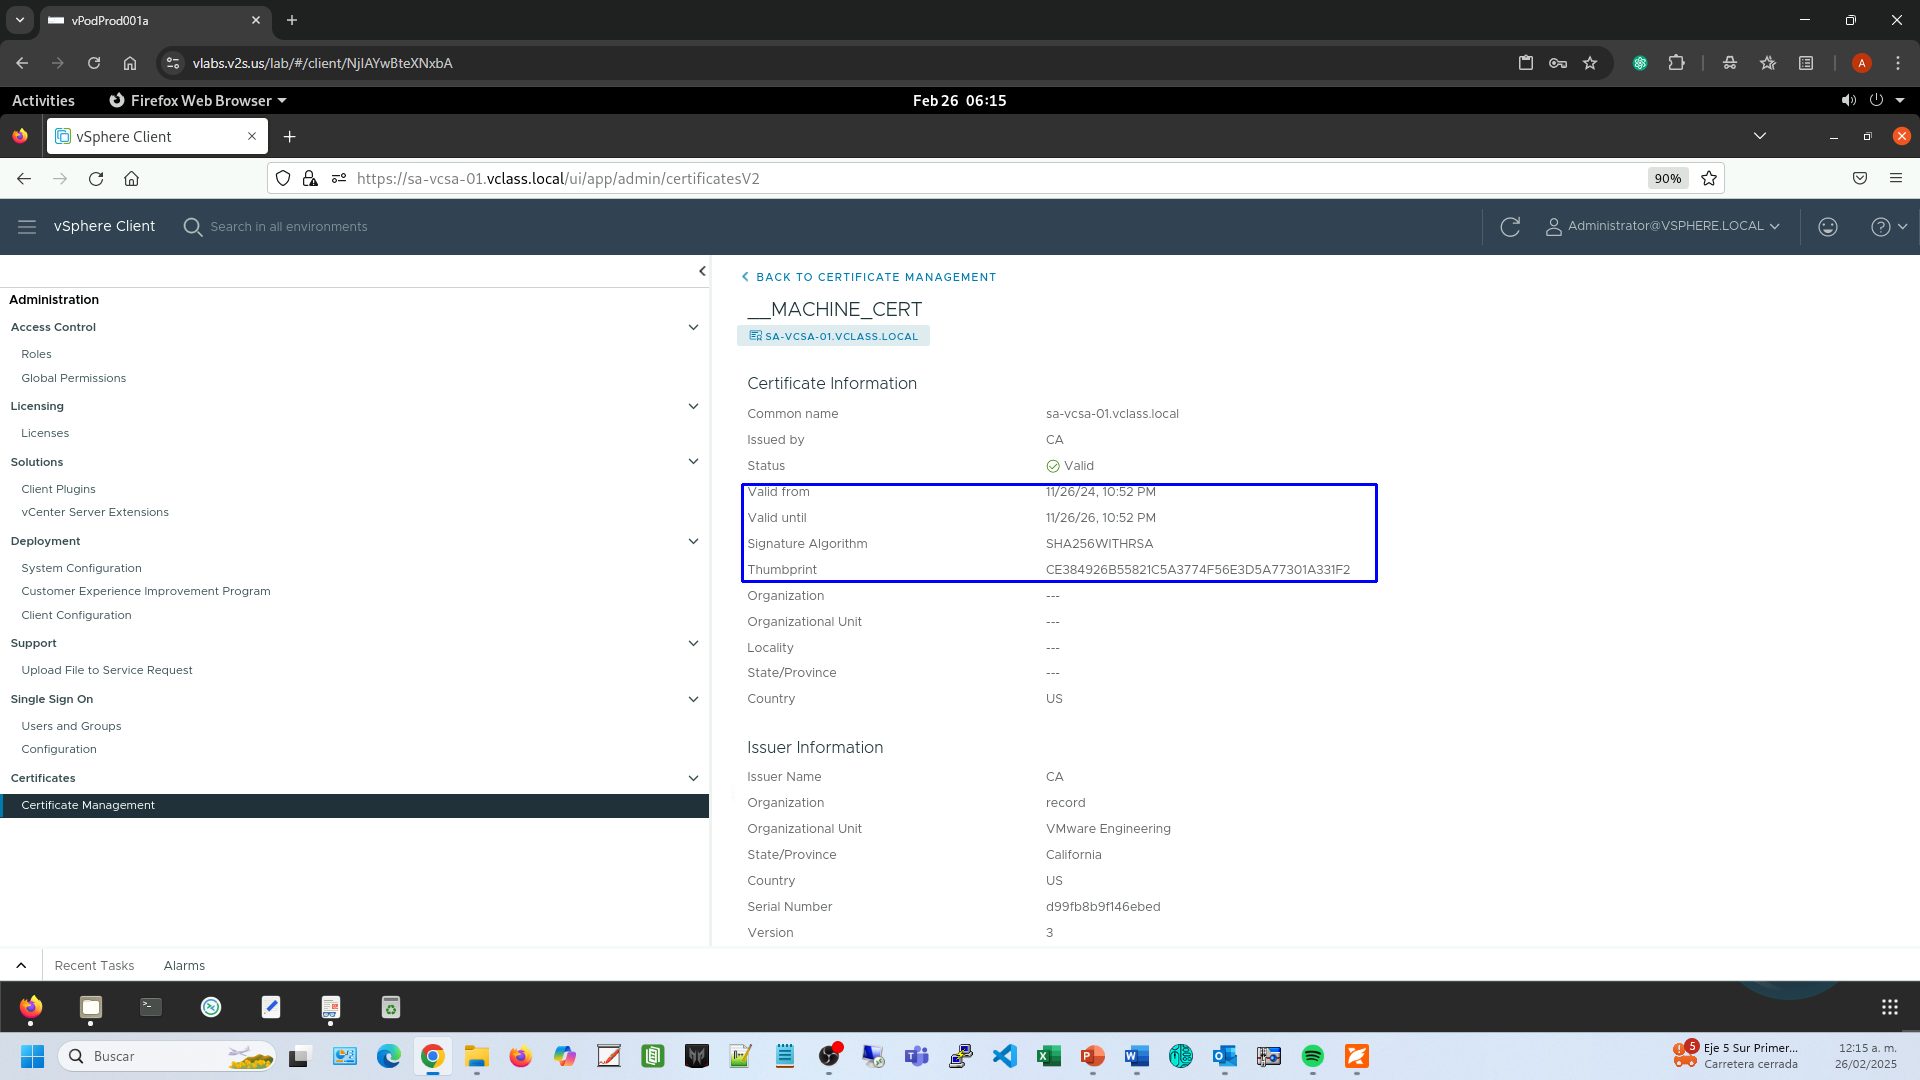 vPodProd001a
vlabs.v2s.us/lab/#/client/NjIAYwBteXNxbA
A
Activities
Firefox Web Browser
Feb 26 06:15
vSphere Client
https://sa-vcsa-01.vclass.local/ui/app/admin/certificatesV2
90%
vSphere Client
Search in all environments
Administrator@VSPHERE.LOCAL
Administration
Access Control
Roles
Global Permissions
Licensing
Licenses
Solutions
Client Plugins
vCenter Server Extensions
Deployment
System Configuration
Customer Experience Improvement Program
Client Configuration
Support
Upload File to Service Request
Single Sign On
Users and Groups
Configuration
Certificates
Certificate Management
BACK TO CERTIFICATE MANAGEMENT
__MACHINE_CERT
SA-VCSA-01.VCLASS.LOCAL
Certificate Information
Common name sa-vcsa-01.vclass.local
Issued by CA
Status Valid
Valid from 11/26/24, 10:52 PM
Valid until 11/26/26, 10:52 PM
Signature Algorithm SHA256WITHRSA
Thumbprint CE384926B55821C5A3774F56E3D5A77301A331F2
Organization ---
Organizational Unit ---
Locality ---
State/Province ---
Country US
Issuer Information
Issuer Name CA
Organization record
Organizational Unit VMware Engineering
State/Province California
Country US
Serial Number d99fb8b9f146ebed
Version 3
Recent Tasks Alarms
Buscar
5
Eje 5 Sur Primer...
Carretera cerrada
12:15 a. m.
26/02/2025